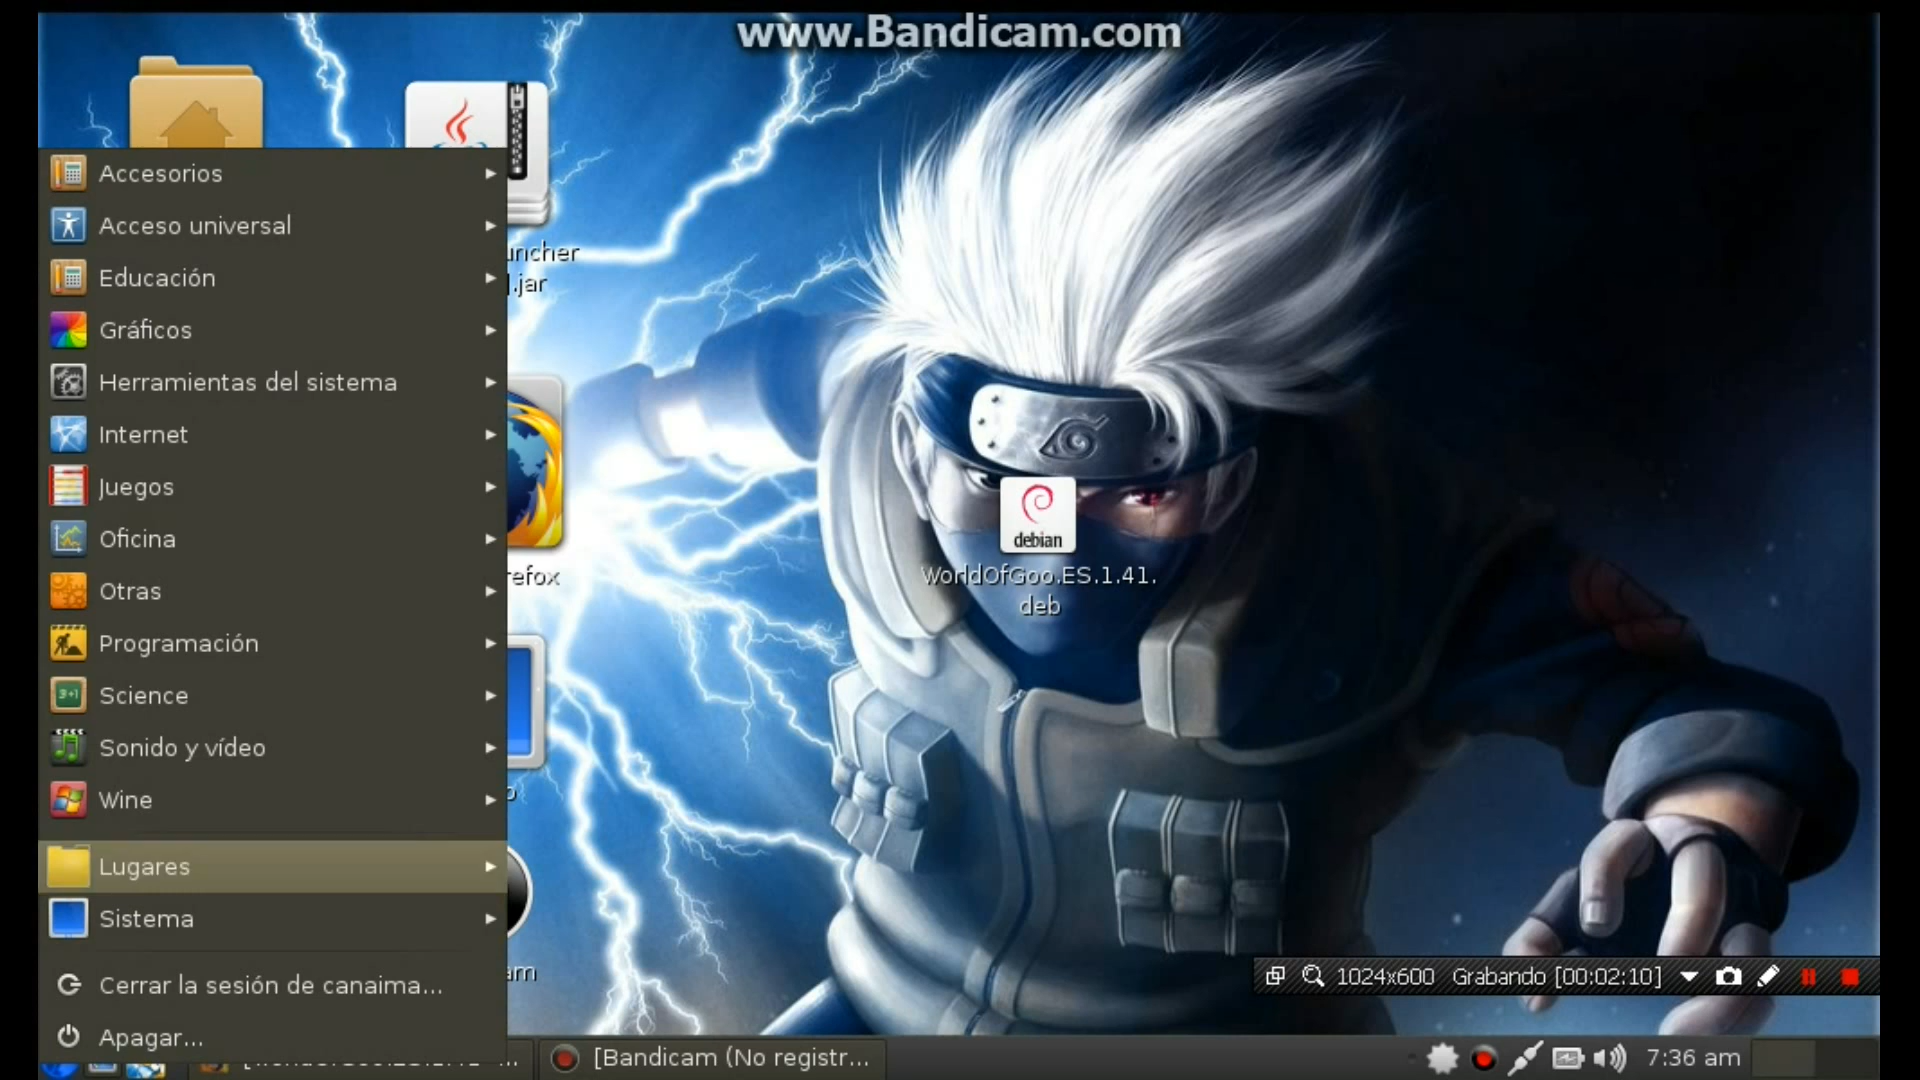 www.Bandicam.com
Accesorios
Acceso universal
Educación
Gráficos
Herramientas del sistema
Internet
Juegos
Oficina
Otras
Programación
Science
Sonido y vídeo
Wine
Lugares
Sistema
Cerrar la sesión de canaima...
Apagar...
.jar
debian
WorldOfGoo.ES.1.41.
deb
1024x600 Grabando [00:02:10]
[Bandicam (No registr...
7:36 am